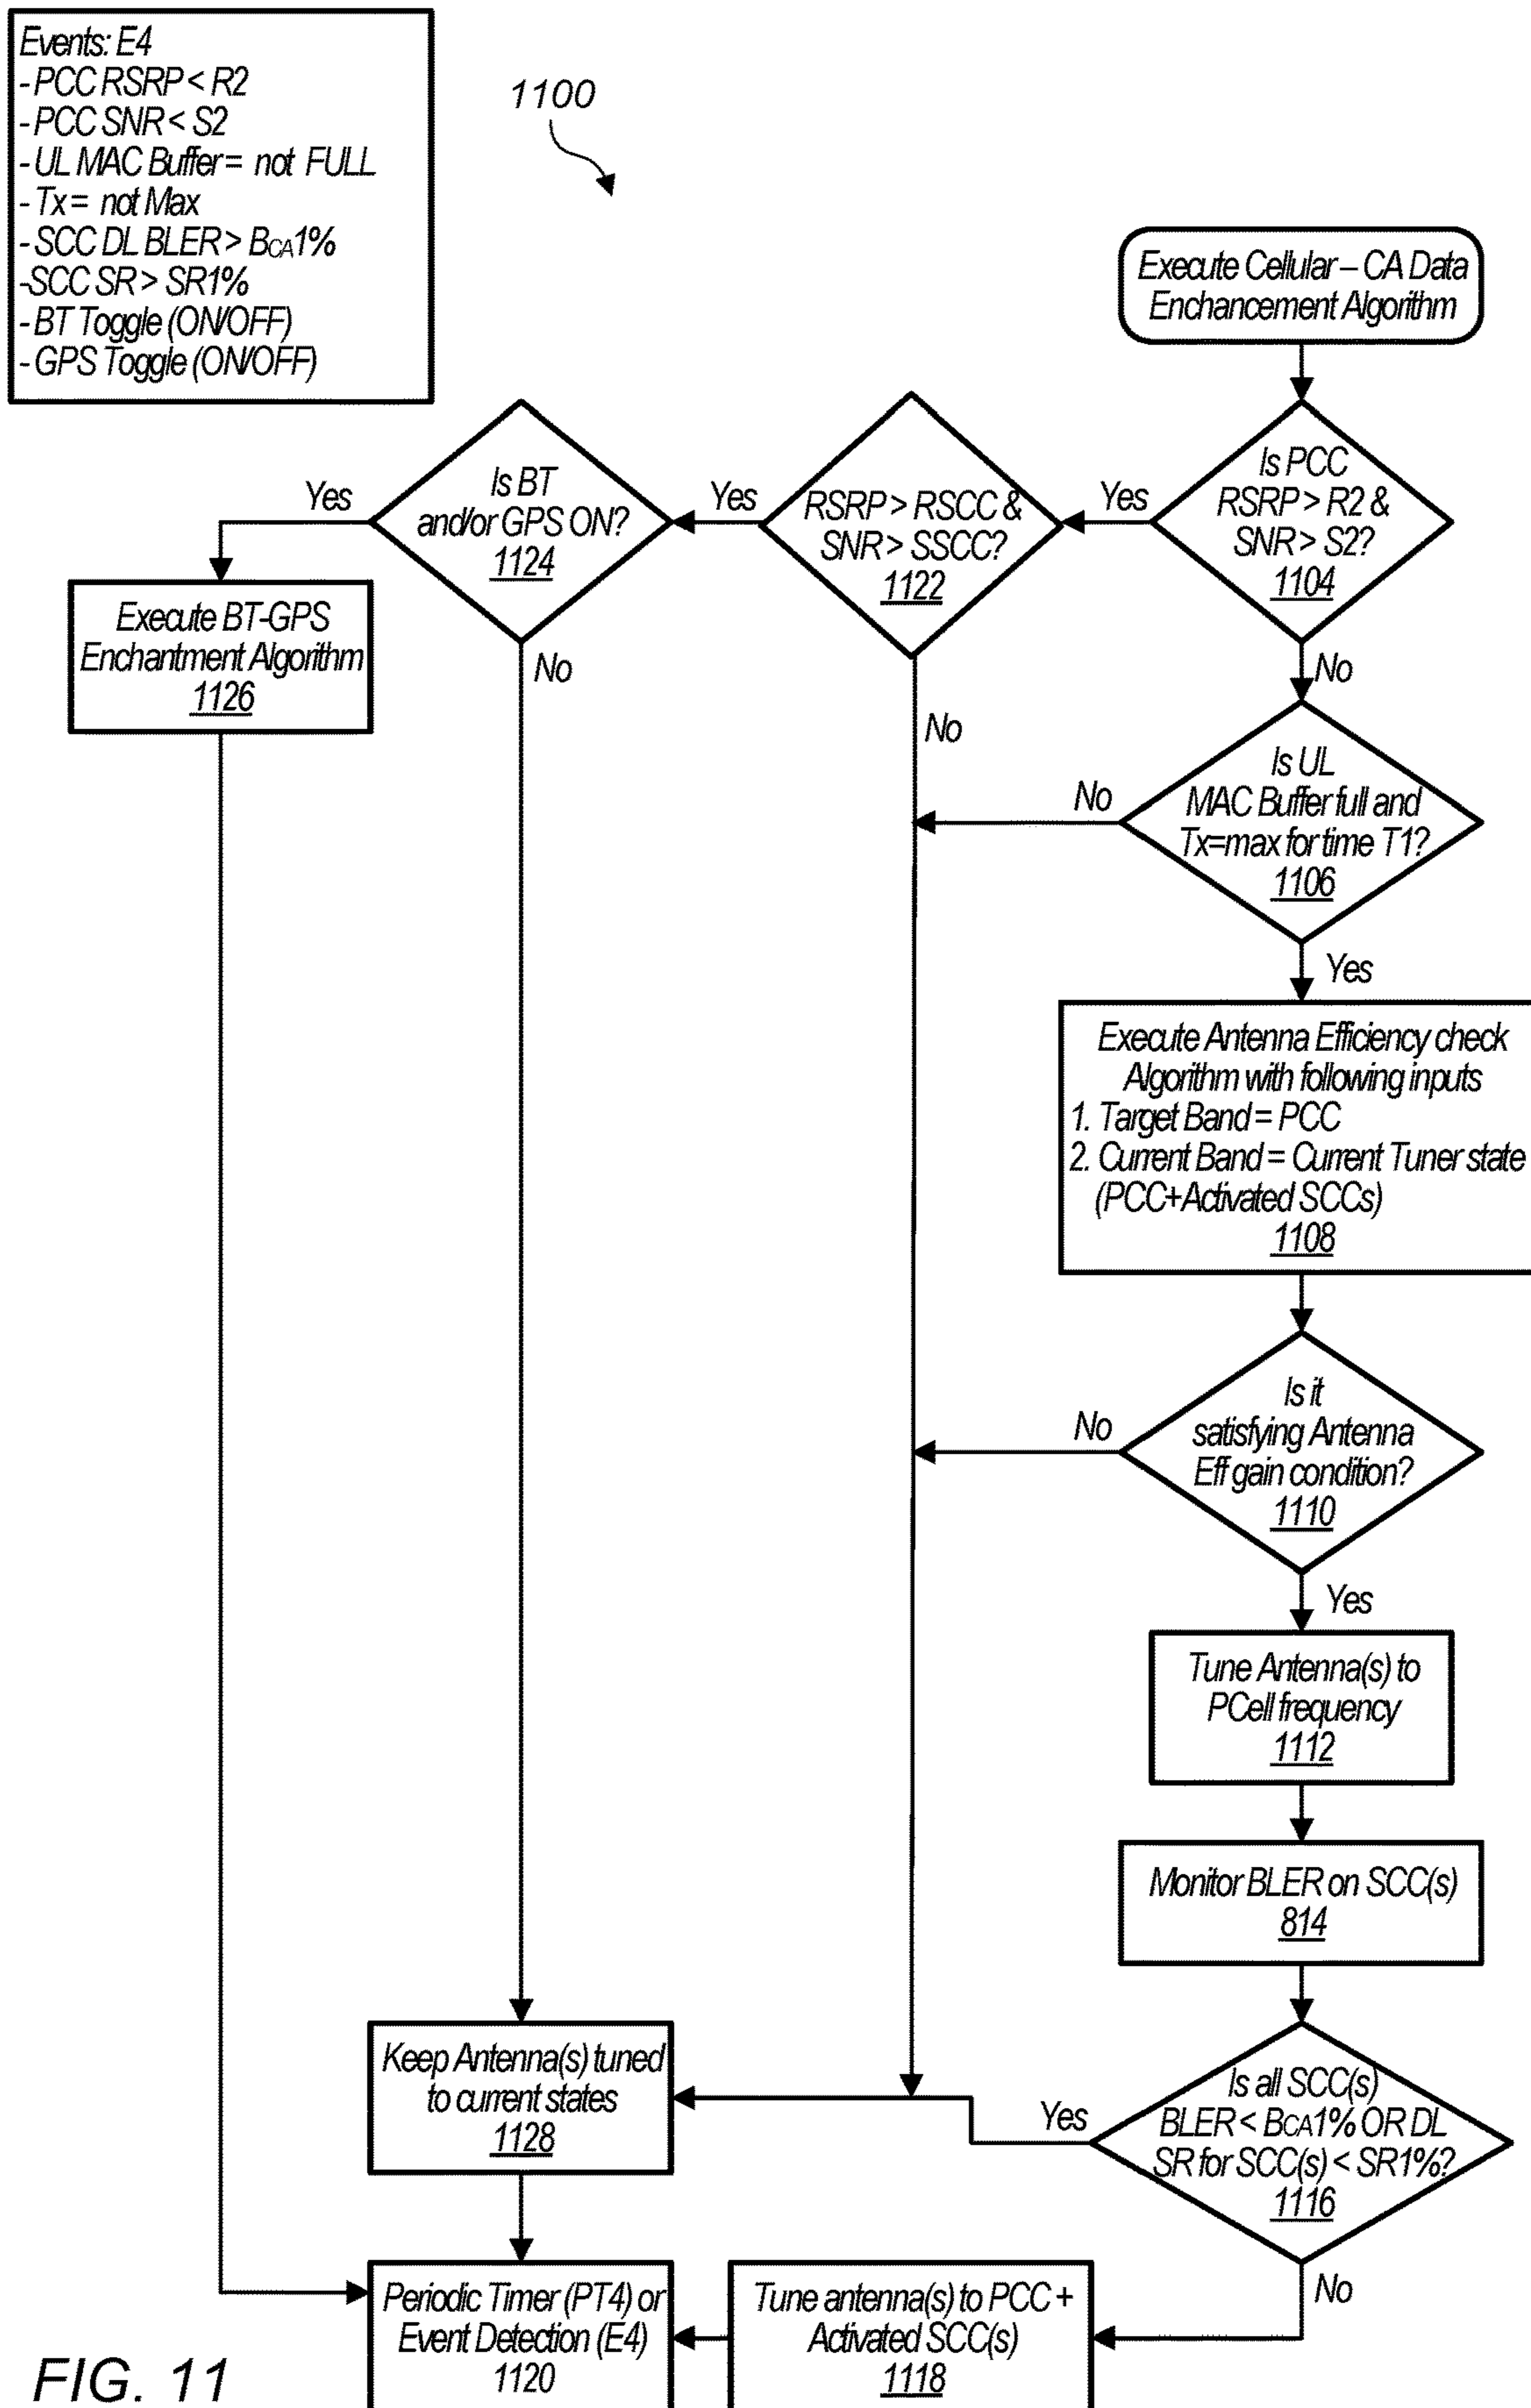 Events: E4
- PCC RSRP < R2
- PCC SNR < S2
- UL MAC Buffer = not FULL
- Tx = not Max
- SCC DL BLER > BCA1%
-SCC SR > SR1%
- BT Toggle (ON/OFF)
- GPS Toggle (ON/OFF)
1100
Execute Cellular – CA Data
Enchancement Algorithm
Is PCC
RSRP > R2 &
SNR > S2?
1104
Yes
No
RSRP > RSCC &
SNR > SSCC?
1122
Yes
No
Is BT
and/or GPS ON?
1124
Yes
No
Execute BT-GPS
Enchantment Algorithm
1126
Is UL
MAC Buffer full and
Tx=max for time T1?
1106
No
Yes
Execute Antenna Efficiency check
Algorithm with following inputs
1. Target Band = PCC
2. Current Band = Current Tuner state
(PCC+Activated SCCs)
1108
Is it
satisfying Antenna
Eff gain condition?
1110
No
Yes
Tune Antenna(s) to
PCell frequency
1112
Monitor BLER on SCC(s)
814
Is all SCC(s)
BLER < BCA1% OR DL
SR for SCC(s) < SR1%?
1116
Yes
No
Keep Antenna(s) tuned
to current states
1128
Tune antenna(s) to PCC +
Activated SCC(s)
1118
Periodic Timer (PT4) or
Event Detection (E4)
1120
FIG. 11